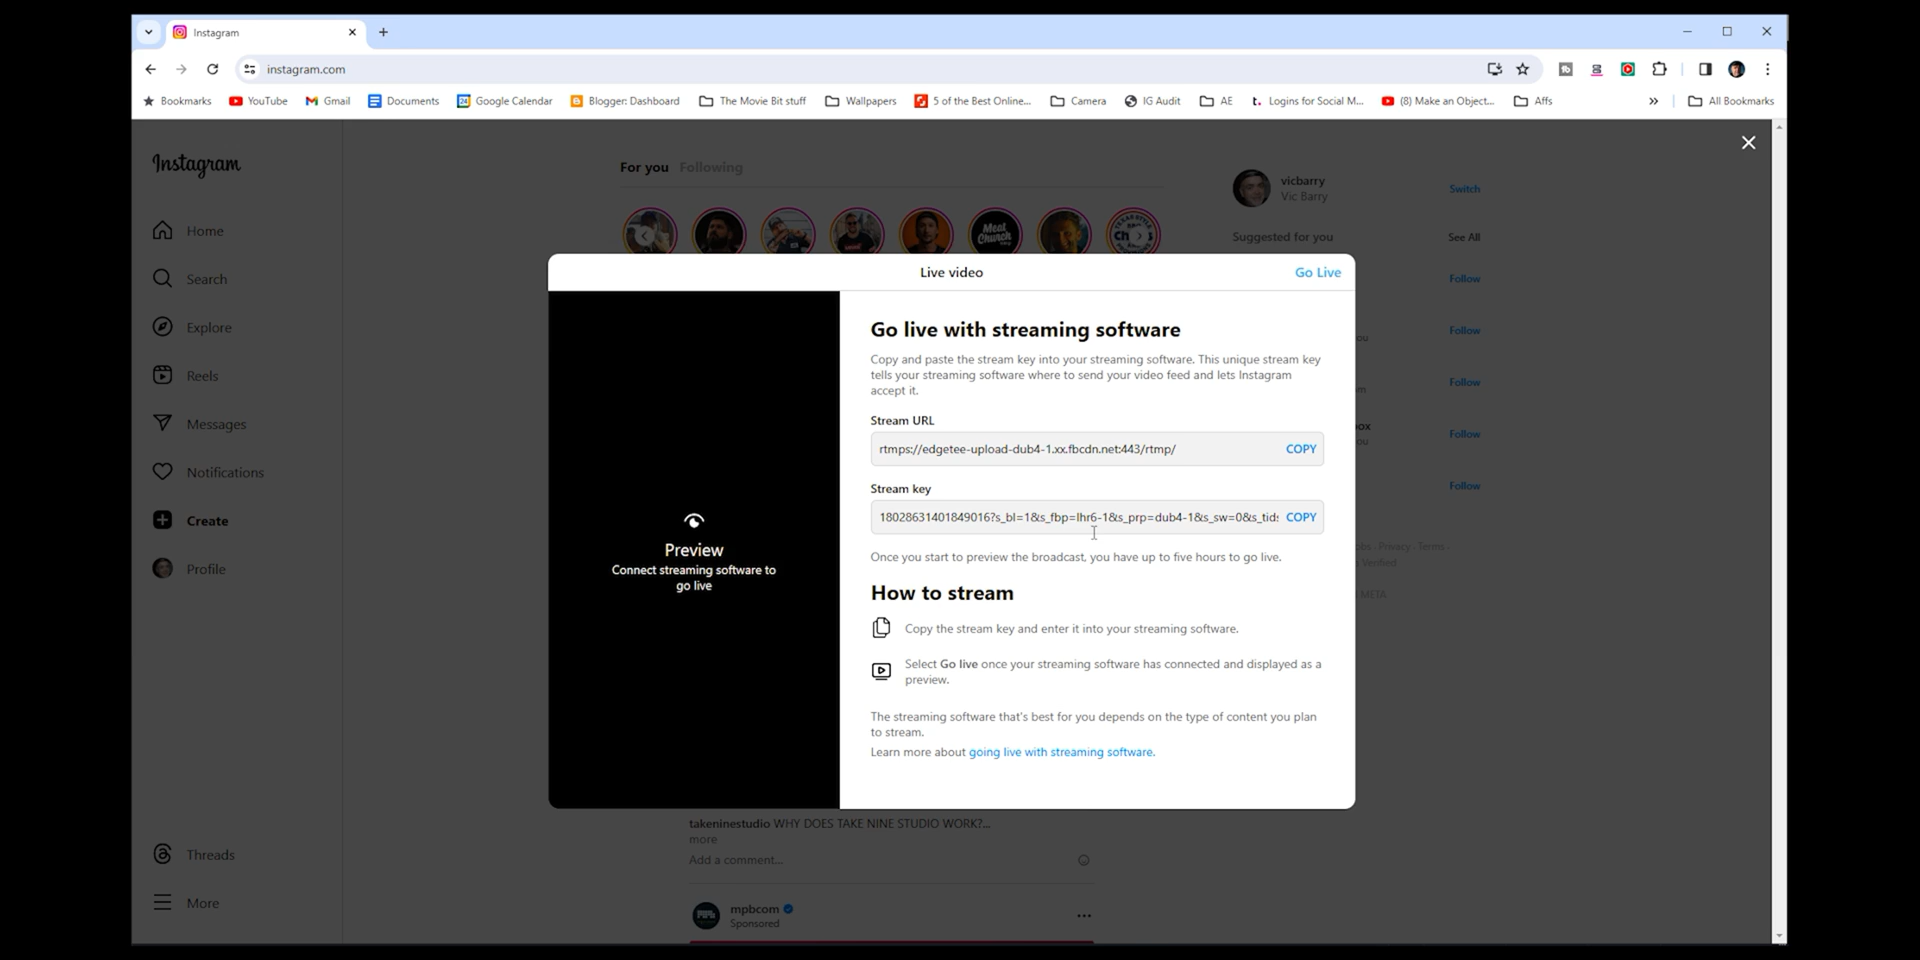 Instagram
instagram.com
Bookmarks
YouTube
Gmail
Documents
Google Calendar
Blogger: Dashboard
The Movie Bit stuff
Wallpapers
5 of the Best Online...
Camera
IG Audit
AE
Logins for Social M...
(8) Make an Object...
Affs
All Bookmarks
Instagram
Home
Search
Explore
Reels
Messages
Notifications
Create
Profile
Threads
More
For you Following
Meat
Church
vicbarry
Vic Barry
Switch
Suggested for you
See All
Follow
Follow
Follow
Follow
Follow
Live video
Go Live
Preview
Connect streaming software to
go live
Go live with streaming software
Copy and paste the stream key into your streaming software. This unique stream key
tells your streaming software where to send your video feed and lets Instagram
accept it.
Stream URL
rtmps://edgetee-upload-dub4-1.xx.fbcdn.net:443/rtmp/
COPY
Stream key
18028631401849016?s_bl=1&s_fbp=lhr6-1&s_prp=dub4-1&s_sw=0&s_tids
COPY
Once you start to preview the broadcast, you have up to five hours to go live.
How to stream
Copy the stream key and enter it into your streaming software.
Select Go live once your streaming software has connected and displayed as a
preview.
The streaming software that's best for you depends on the type of content you plan
to stream.
Learn more about going live with streaming software.
Privacy · Terms ·
Verified
META
takeninestudio WHY DOES TAKE NINE STUDIO WORK?...
more
Add a comment...
mpbcom
Sponsored